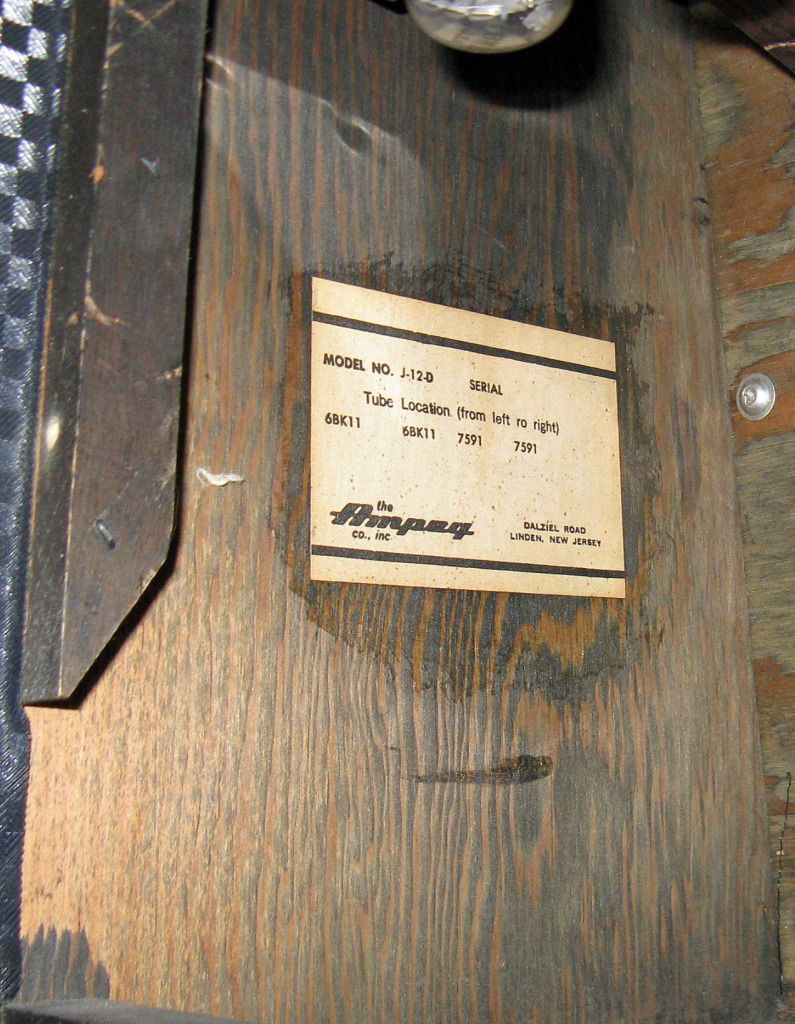 MODEL NO. J-12-D SERIAL
Tube Location (from left ro right)
6BK11 6BK11 7591 7591
the
Ampeg
CO., inc.
DALZIEL ROAD
LINDEN, NEW JERSEY